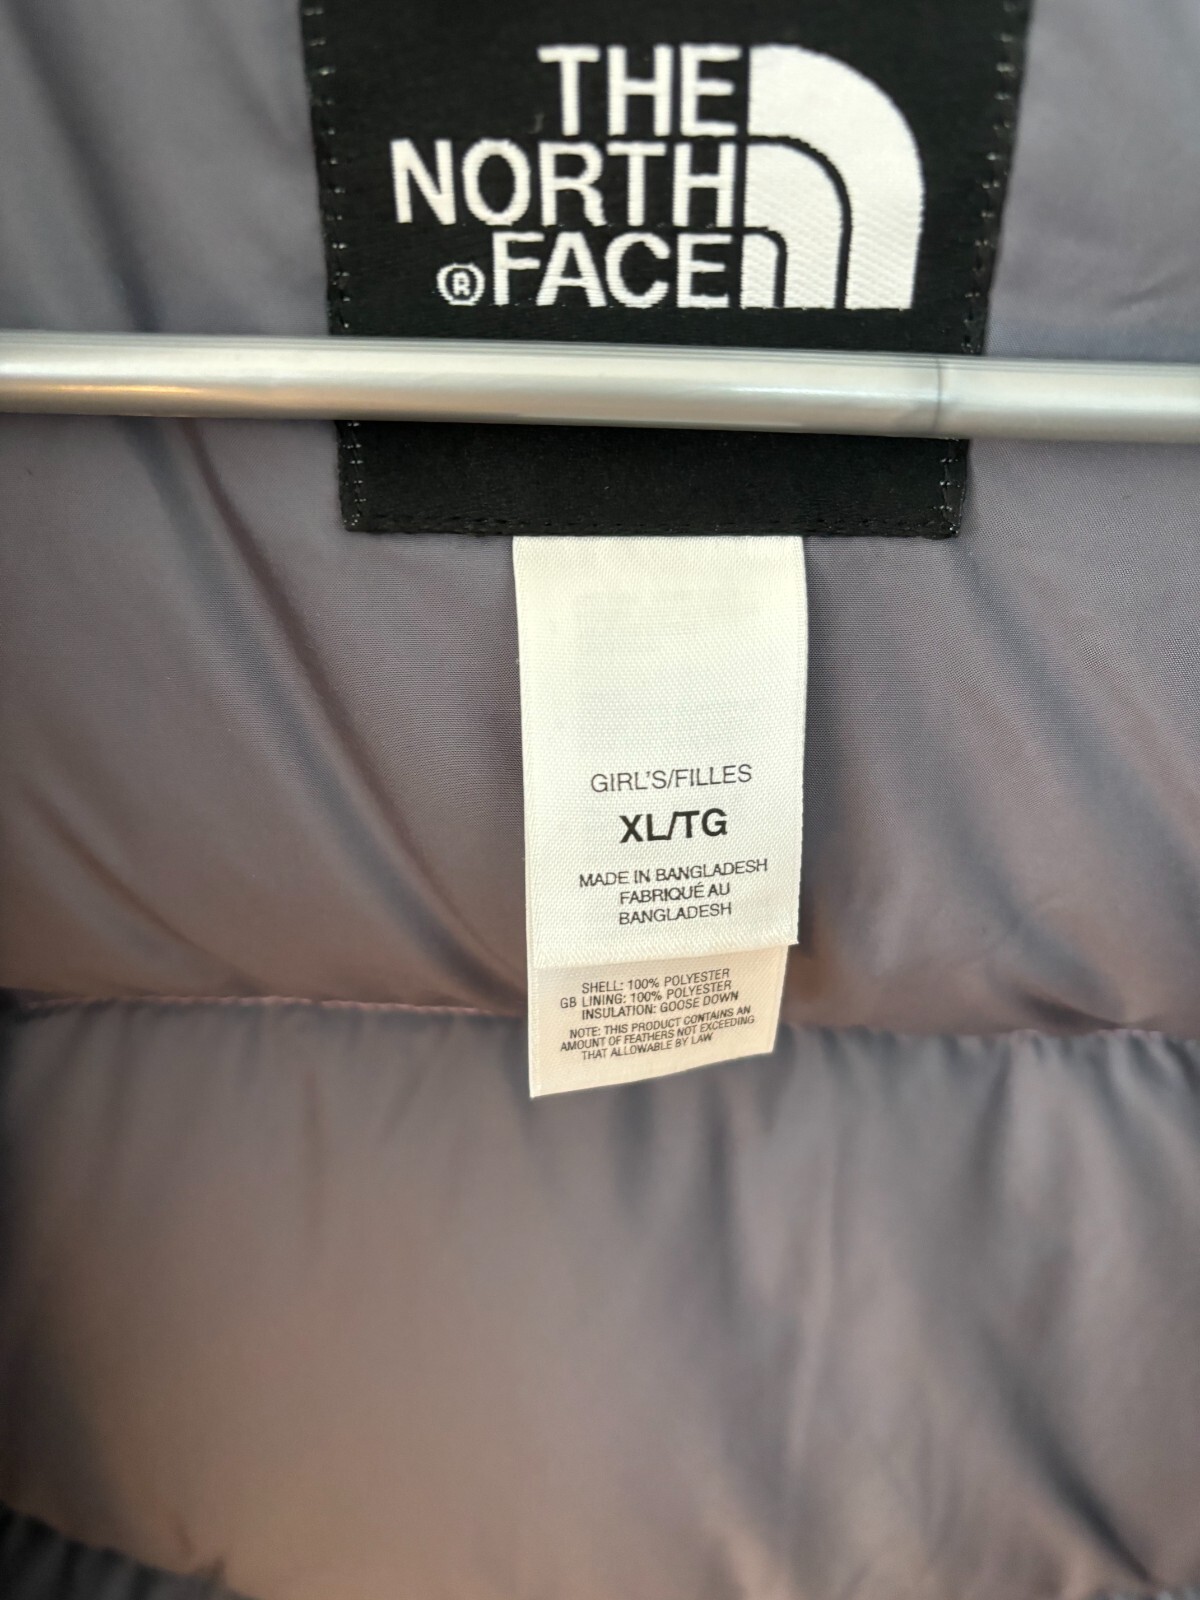 THE
NORTH
®FACE
GIRL'S/FILLES
XL/TG
MADE IN BANGLADESH
FABRIQUÉ AU
BANGLADESH
SHELL: 100% POLYESTER
GB LINING: 100% POLYESTER
INSULATION: GOOSE DOWN
NOTE: THIS PRODUCT CONTAINS AN
AMOUNT OF FEATHERS NOT EXCEEDING
THAT ALLOWABLE BY LAW